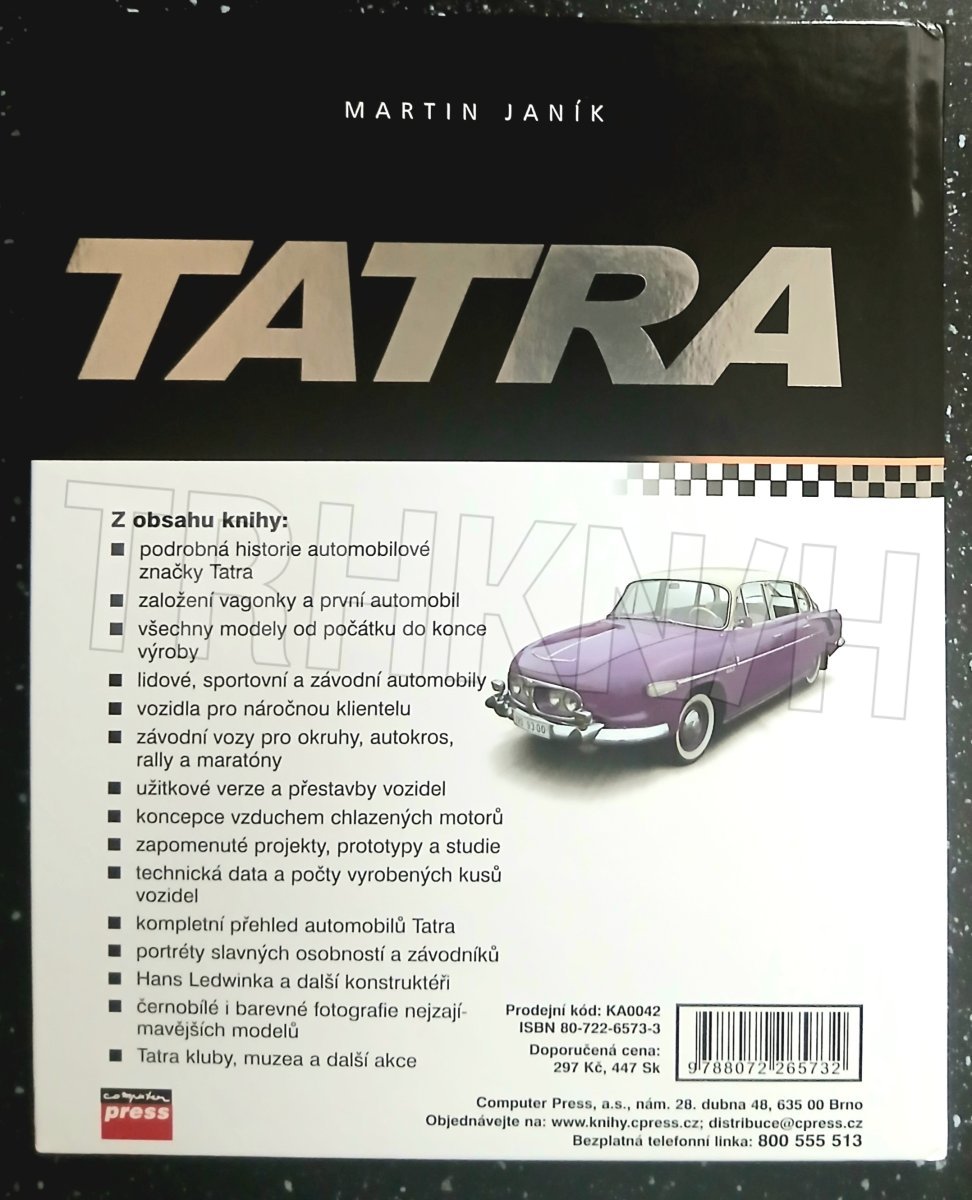 MARTIN JANÍK
TATRA
TRHKNVH
Z obsahu knihy:
■ podrobná historie automobilové
značky Tatra
■ založení vagonky a první automobil
■ všechny modely od počátku do konce
výroby
■ lidové, sportovní a závodní automobily
■ vozidla pro náročnou klientelu
■ závodní vozy pro okruhy, autokros,
rally a maratóny
■ užitkové verze a přestavby vozidel
■ koncepce vzduchem chlazených motorů
■ zapomenuté projekty, prototypy a studie
■ technická data a počty vyrobených kusů
vozidel
■ kompletní přehled automobilů Tatra
■ portréty slavných osobností a závodníků
■ Hans Ledwinka a další konstruktéři
■ černobílé i barevné fotografie nejzají-
mavějších modelů
■ Tatra kluby, muzea a další akce
Prodejní kód: KA0042
ISBN 80-722-6573-3
Doporučená cena:
297 Kč, 447 Sk
9788072 265732
computer
press
Computer Press, a.s., nám. 28. dubna 48, 635 00 Brno
Objednávejte na: www.knihy.cpress.cz; distribuce@cpress.cz
Bezplatná telefonní linka: 800 555 513